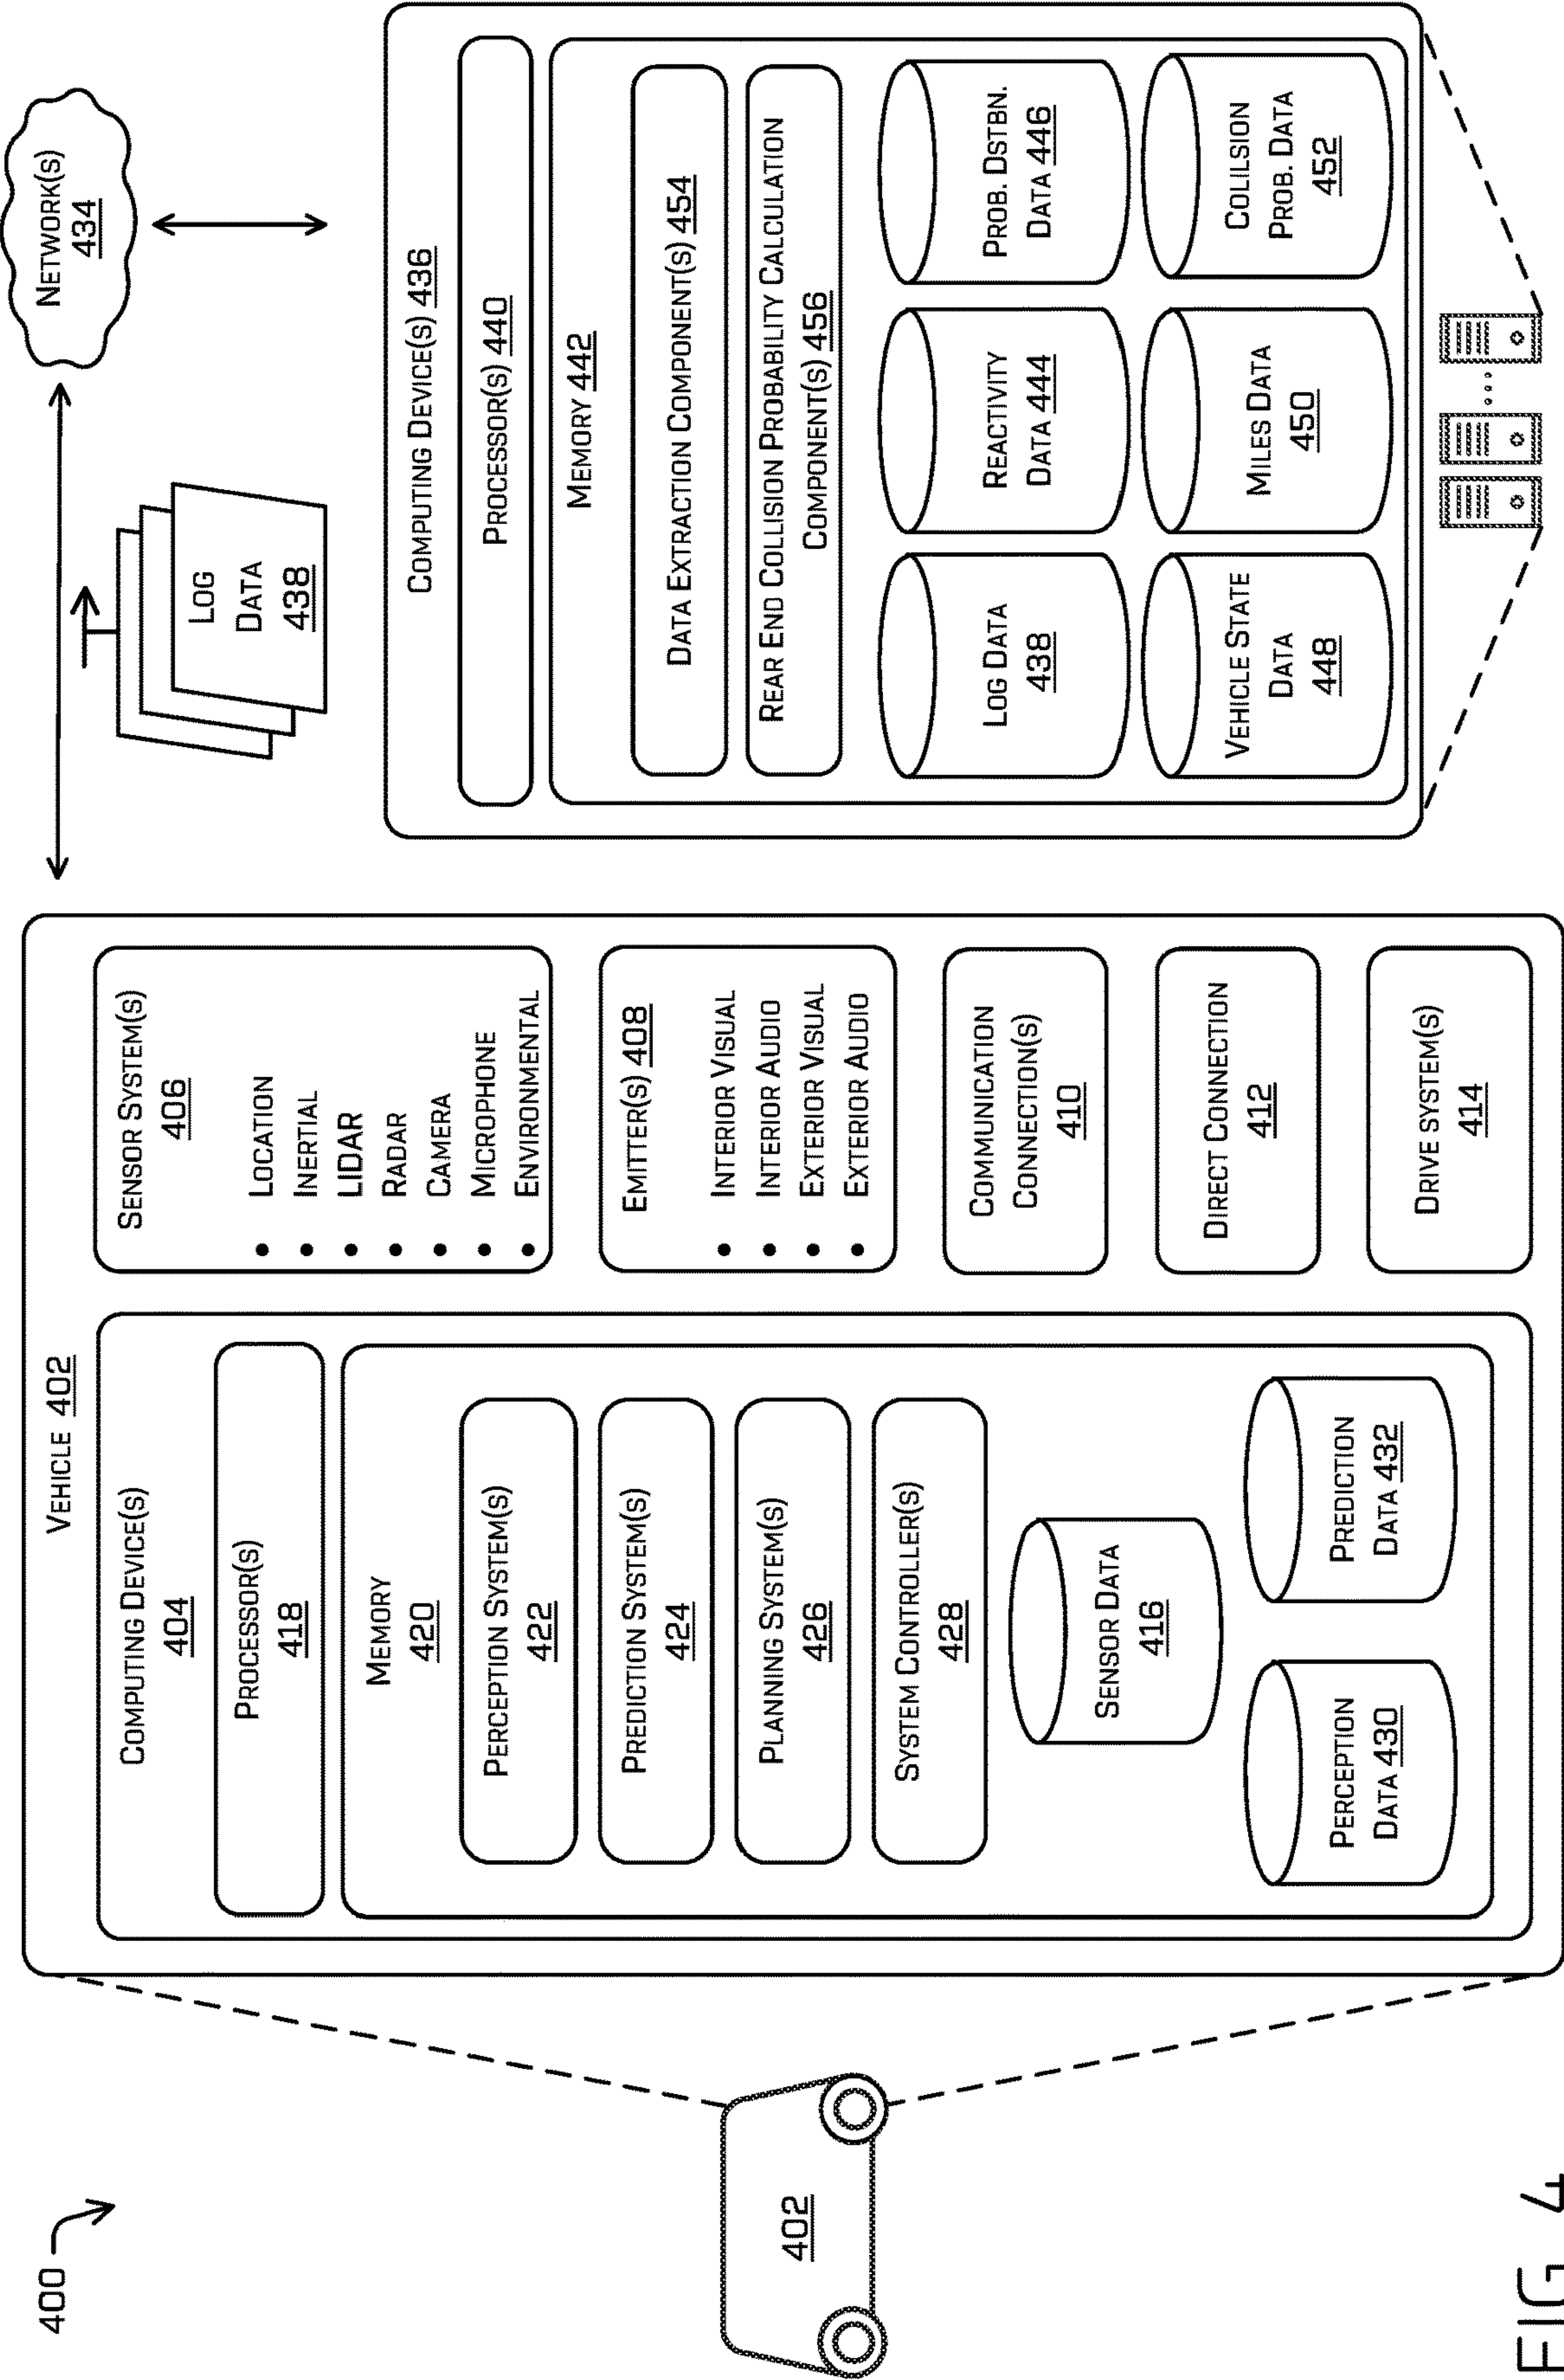 400
402
VEHICLE 402
COMPUTING DEVICE(S)
404
PROCESSOR(S)
418
MEMORY
420
PERCEPTION SYSTEM(S)
422
PREDICTION SYSTEM(S)
424
PLANNING SYSTEM(S)
426
SYSTEM CONTROLLER(S)
428
SENSOR DATA
416
PERCEPTION
DATA 430
PREDICTION
DATA 432
SENSOR SYSTEM(S)
406
• LOCATION
• INERTIAL
• LIDAR
• RADAR
• CAMERA
• MICROPHONE
• ENVIRONMENTAL
EMITTER(S) 408
• INTERIOR VISUAL
• INTERIOR AUDIO
• EXTERIOR VISUAL
• EXTERIOR AUDIO
COMMUNICATION
CONNECTION(S)
410
DIRECT CONNECTION
412
DRIVE SYSTEM(S)
414
NETWORK(S)
434
LOG
DATA
438
COMPUTING DEVICE(S) 436
PROCESSOR(S) 440
MEMORY 442
DATA EXTRACTION COMPONENT(S) 454
REAR END COLLISION PROBABILITY CALCULATION
COMPONENT(S) 456
LOG DATA
438
REACTIVITY
DATA 444
PROB. DSTBN.
DATA 446
VEHICLE STATE
DATA
448
MILES DATA
450
COLILSION
PROB. DATA
452
FIG. 4